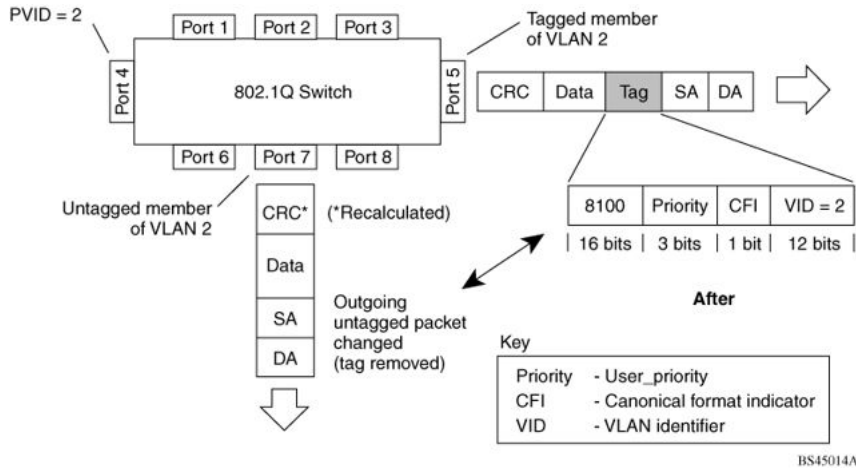 PVID = 2
Port 1
Port 2
Port 3
Tagged member
of VLAN 2
Port 4
802.1Q Switch
Port 5
CRC
Data
Tag
SA
DA
Port 6
Port 7
Port 8
Untagged member
of VLAN 2
CRC*
(*Recalculated)
Data
SA
DA
Outgoing
untagged packet
changed
(tag removed)
8100
Priority
CFI
VID = 2
16 bits
3 bits
1 bit
12 bits
After
Key
Priority - User_priority
CFI - Canonical format indicator
VID - VLAN identifier
BS45014A